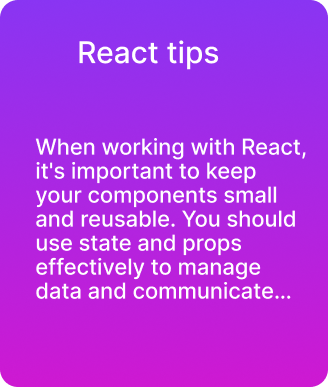 React tips
When working with React,
it's important to keep
your components small
and reusable. You should
use state and props
effectively to manage
data and communicate...